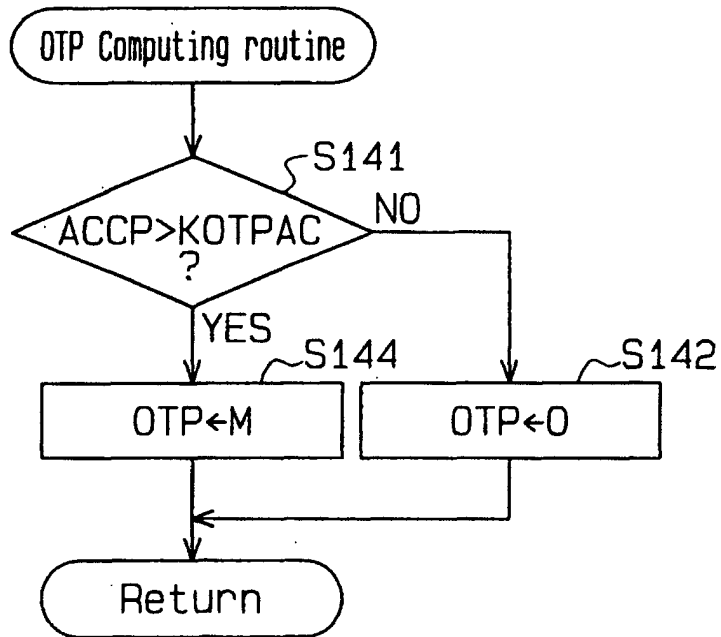 OTP Computing routine
S141
ACCP>KOTPAC
?
NO
YES
S144
S142
OTP←M
OTP←0
Return